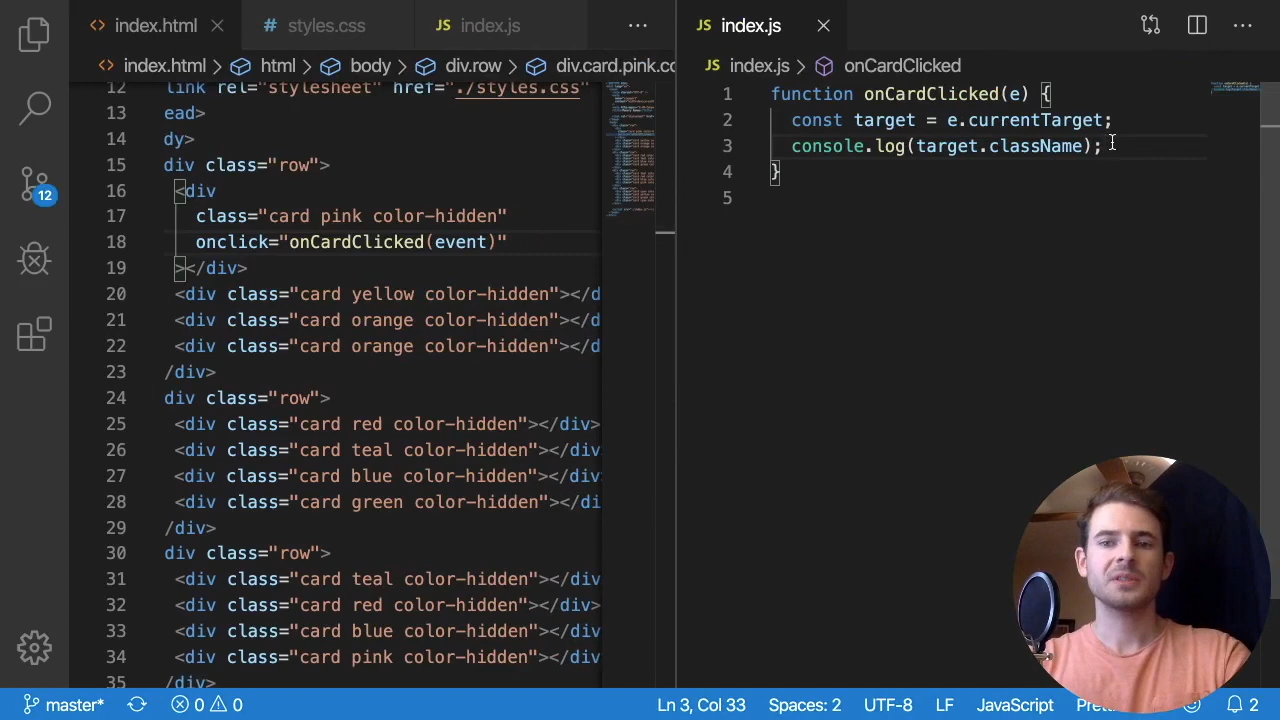 index.html
styles.css
index.js
index.js
index.html > html > body > div.row > div.card.pink.co
index.js > onCardClicked
12 link rel="stylesheet" href="./styles.css"
13 ead>
14 dy>
15 div class="row">
16 <div
17 class="card pink color-hidden"
18 onclick="onCardClicked(event)"
19 ></div>
20 <div class="card yellow color-hidden"></d
21 <div class="card orange color-hidden"></d
22 <div class="card orange color-hidden"></d
23 /div>
24 div class="row">
25 <div class="card red color-hidden"></div>
26 <div class="card teal color-hidden"></div
27 <div class="card blue color-hidden"></div
28 <div class="card green color-hidden"></di
29 /div>
30 div class="row">
31 <div class="card teal color-hidden"></div
32 <div class="card red color-hidden"></div>
33 <div class="card blue color-hidden"></div
34 <div class="card pink color-hidden"></div
35 /div>
1 function onCardClicked(e) {
2 const target = e.currentTarget;
3 console.log(target.className);
4 }
5
12
master*
0 0
Ln 3, Col 33
Spaces: 2
UTF-8
LF
JavaScript
2